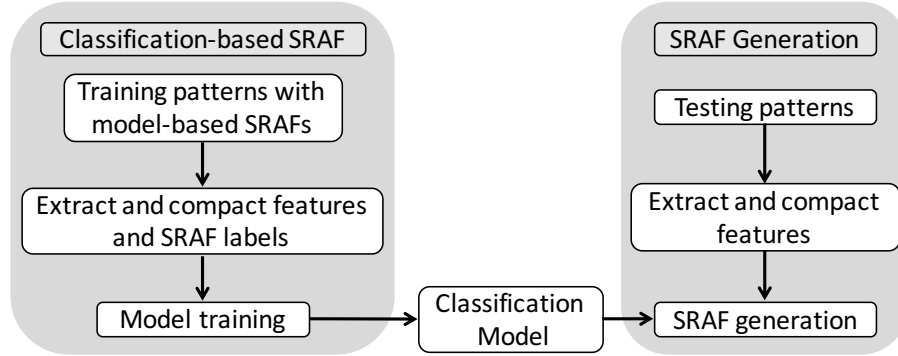 Classification-based SRAF
Training patterns with
model-based SRAFs
Extract and compact features
and SRAF labels
Model training
Classification
Model
SRAF Generation
Testing patterns
Extract and compact
features
SRAF generation